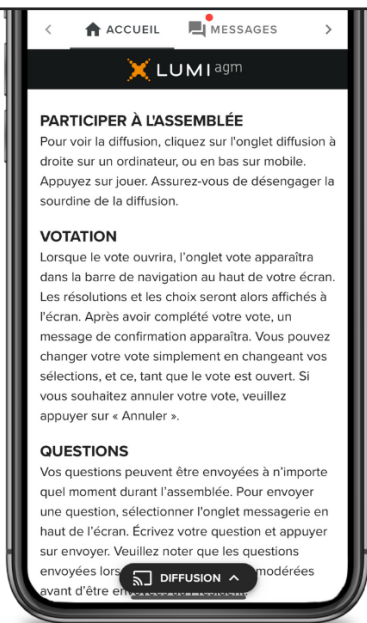 < ACCUEIL MESSAGES >
LUMI agm
PARTICIPER À L'ASSEMBLÉE
Pour voir la diffusion, cliquez sur l'onglet diffusion à
droite sur un ordinateur, ou en bas sur mobile.
Appuyez sur jouer. Assurez-vous de désengager la
sourdine de la diffusion.
VOTATION
Lorsque le vote ouvrira, l'onglet vote apparaîtra
dans la barre de navigation au haut de votre écran.
Les résolutions et les choix seront alors affichés à
l'écran. Après avoir complété votre vote, un
message de confirmation apparaîtra. Vous pouvez
changer votre vote simplement en changeant vos
sélections, et ce, tant que le vote est ouvert. Si
vous souhaitez annuler votre vote, veuillez
appuyer sur « Annuler ».
QUESTIONS
Vos questions peuvent être envoyées à n'importe
quel moment durant l'assemblée. Pour envoyer
une question, sélectionner l'onglet messagerie en
haut de l'écran. Écrivez votre question et appuyer
sur envoyer. Veuillez noter que les questions
envoyées modérées
DIFFUSION
avant d'être